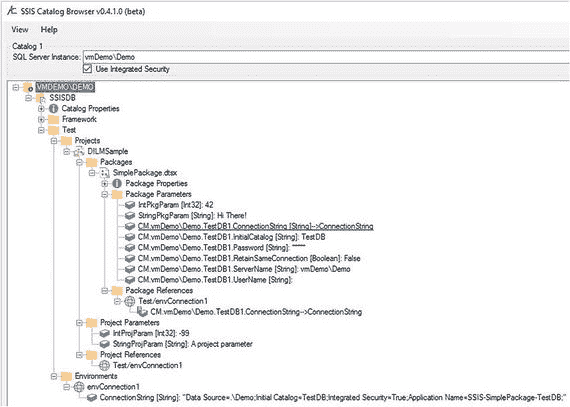 SSIS Catalog Browser v0.4.1.0 (beta)
View Help
Catalog 1
SQL Server Instance: vmDemo\Demo
Use Integrated Security
VMDEMO\DEMO
SSISDB
Catalog Properties
Framework
Test
Projects
DILMSample
Packages
SimplePackage.dtsx
Package Properties
Package Parameters
IntPkgParam [Int32]: 42
StringPkgParam [String]: Hi There!
CM.vmDemo\Demo.TestDB1.ConnectionString [String]-->ConnectionString
CM.vmDemo\Demo.TestDB1.InitialCatalog [String]: TestDB
CM.vmDemo\Demo.TestDB1.Password [String]: *****
CM.vmDemo\Demo.TestDB1.RetainSameConnection [Boolean]: False
CM.vmDemo\Demo.TestDB1.ServerName [String]: vmDemo\Demo
CM.vmDemo\Demo.TestDB1.UserName [String]:
Package References
Test/envConnection1
CM.vmDemo\Demo.TestDB1.ConnectionString-->ConnectionString
Project Parameters
IntProjParam [Int32]: -99
StringProjParam [String]: A project parameter
Project References
Test/envConnection1
Environments
envConnection1
ConnectionString [String]: "Data Source=.\Demo;Initial Catalog=TestDB;Integrated Security=True;Application Name=SSIS-SimplePackage-TestDB;"